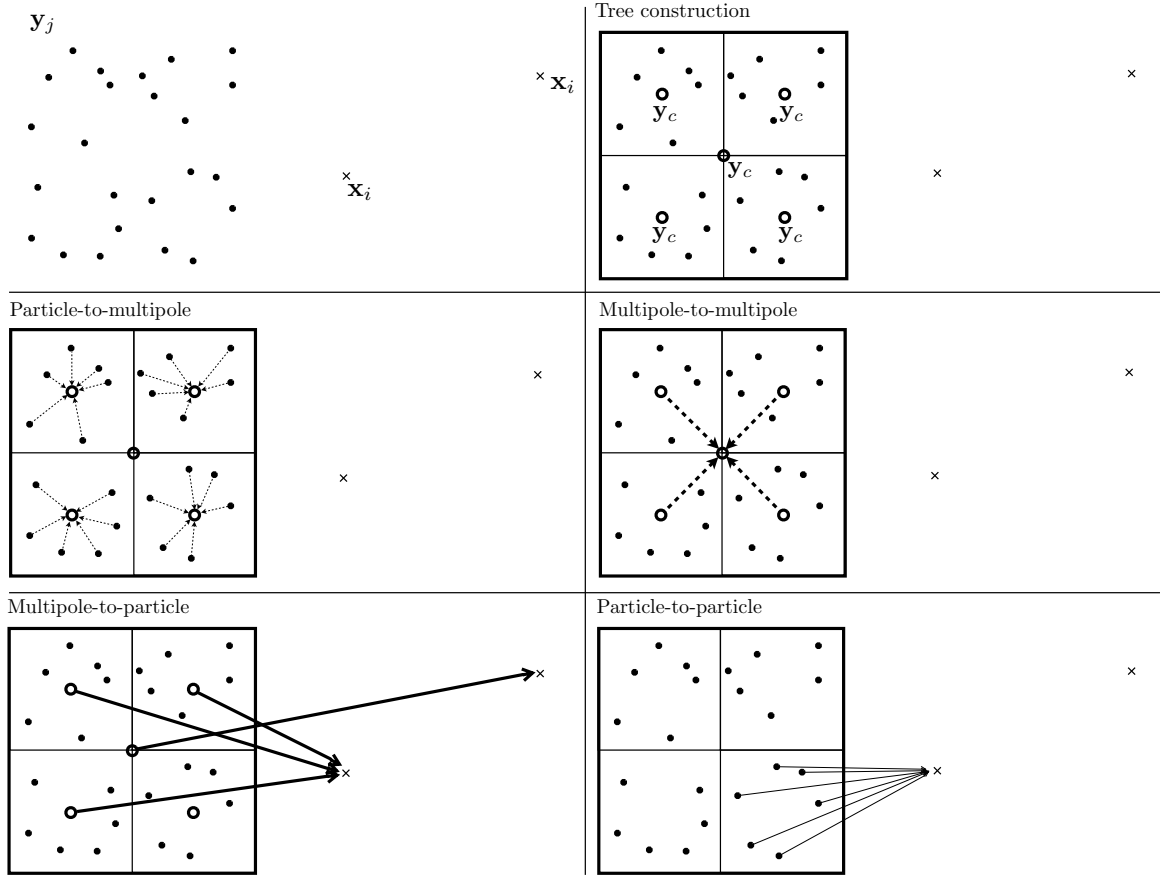 y_j
x_i
x_i
Tree construction
y_c
y_c
y_c
y_c
y_c
Particle-to-multipole
Multipole-to-multipole
Multipole-to-particle
Particle-to-particle